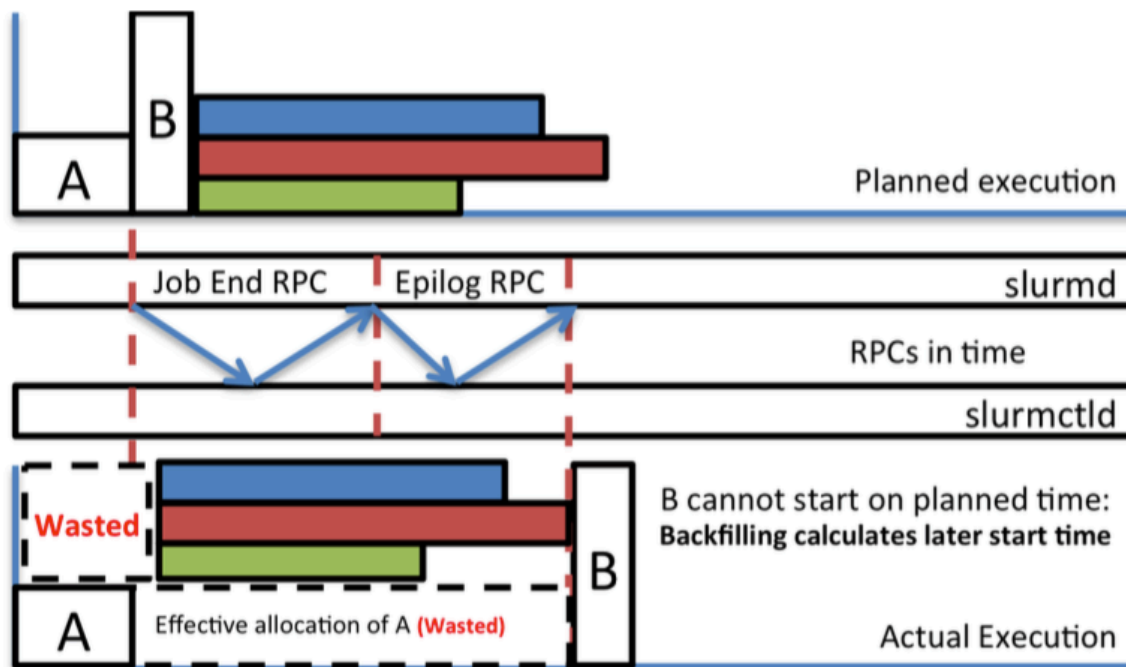 B
A
Planned execution
Job End RPC
Epilog RPC
slurmd
RPCs in time
slurmctld
Wasted
B cannot start on planned time:
Backfilling calculates later start time
B
A
Effective allocation of A (Wasted)
Actual Execution